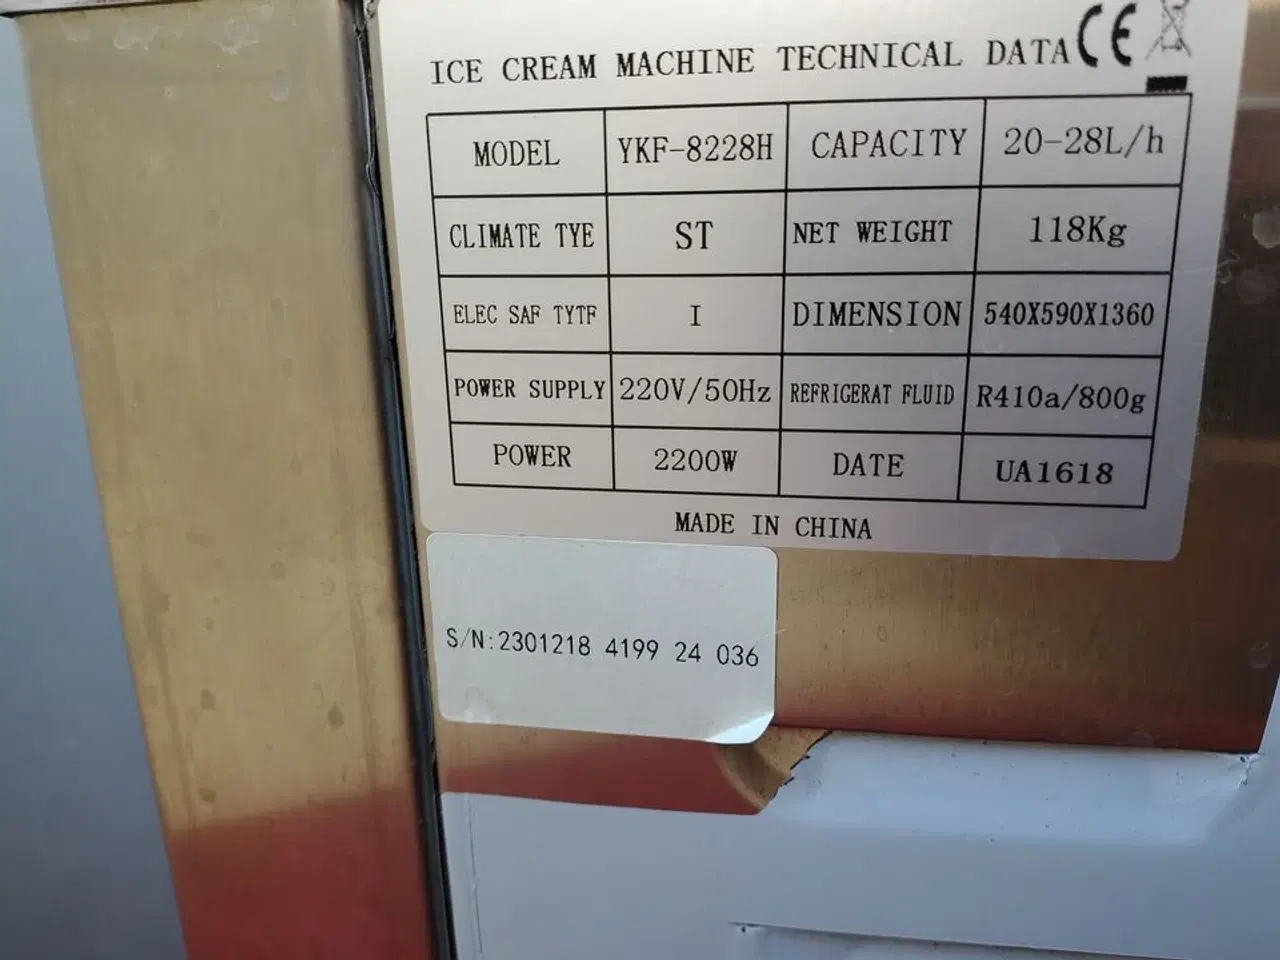 ICE CREAM MACHINE TECHNICAL DATA CE
MODEL YKF-8228H CAPACITY 20-28L/h
CLIMATE TYE ST NET WEIGHT 118Kg
ELEC SAF TYTF I DIMENSION 540X590X1360
POWER SUPPLY 220V/50Hz REFRIGERAT FLUID R410a/800g
POWER 2200W DATE UA1618
MADE IN CHINA
S/N:2301218 4199 24 036